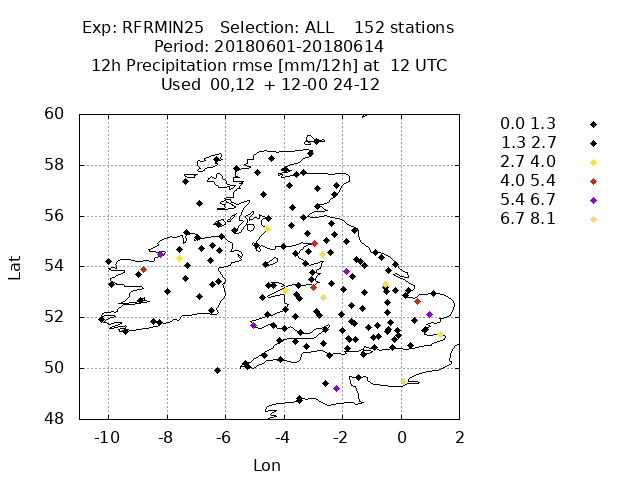 Exp: RFRMIN25 Selection: ALL 152 stations
Period: 20180601-20180614
12h Precipitation rmse [mm/12h] at 12 UTC
Used 00,12 + 12-00 24-12
60
58
56
54
52
50
48
Lat
-10 -8 -6 -4 -2 0 2
Lon
0.0 1.3
1.3 2.7
2.7 4.0
4.0 5.4
5.4 6.7
6.7 8.1